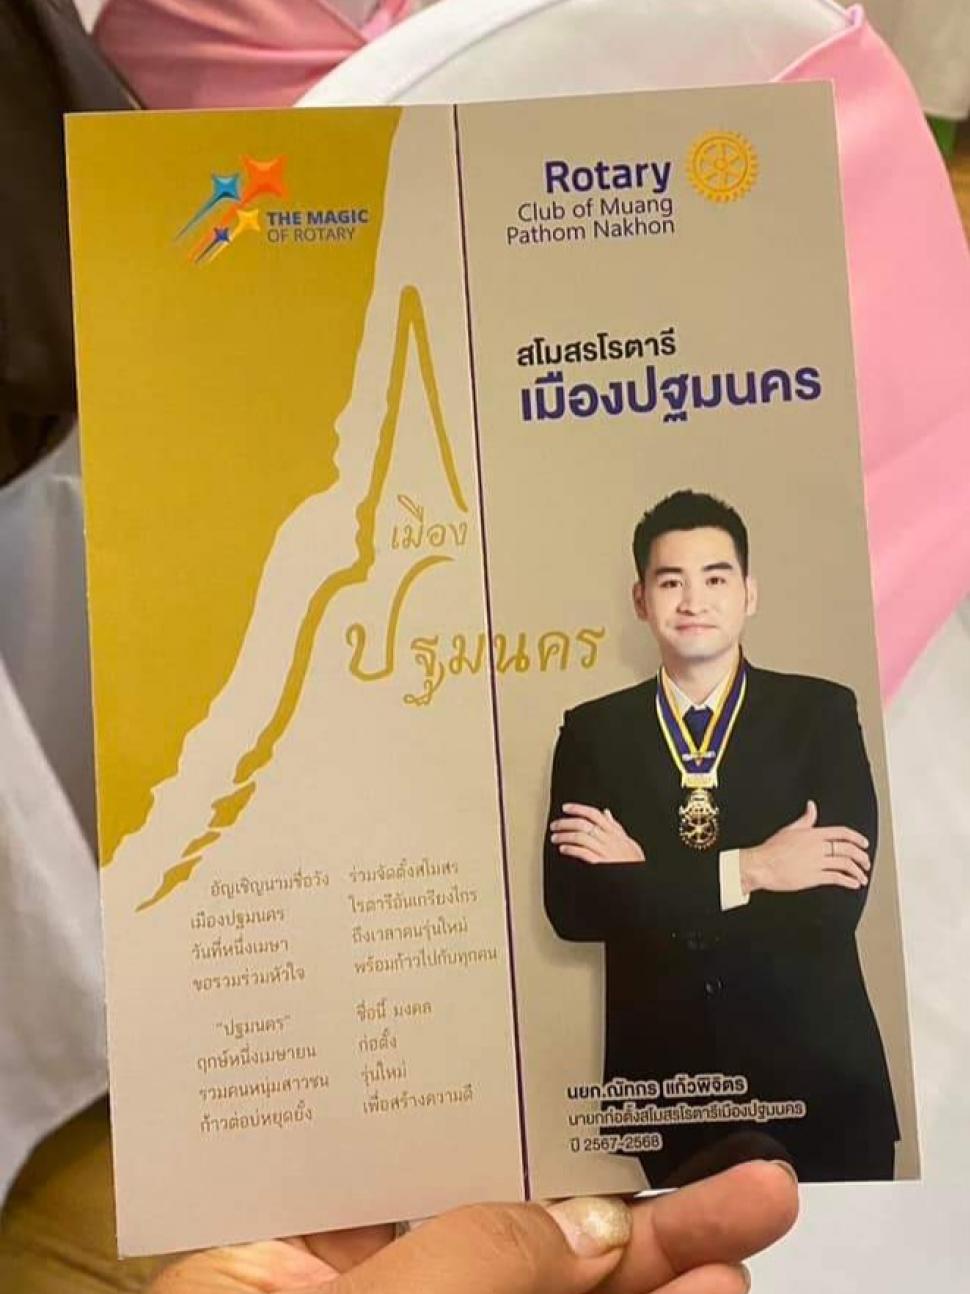 THE MAGIC
OF ROTARY
เมือง
ปฐมนคร
อัญเชิญนามชื่อวัง ร่วมจัดตั้งสโมสร
เมืองปฐมนคร โรตารีอันเกรียงไกร
วันที่หนึ่งเมษา ถึงเวลาคนรุ่นใหม่
ขอรวมร่วมหัวใจ พร้อมก้าวไปกับทุกคน
"ปฐมนคร" ชื่อนี้ มงคล
ฤกษ์หนึ่งเมษายน ก่อตั้ง
รวมคนหนุ่มสาวชน รุ่นใหม่
ก้าวต่อบ่หยุดยั้ง เพื่อสร้างความดี
Rotary
Club of Muang
Pathom Nakhon
สโมสรโรตารี
เมืองปฐมนคร
นยก.ณัทกร แก้วพิจิตร
นายกก่อตั้งสโมสรโรตารีเมืองปฐมนคร
ปี 2567-2568